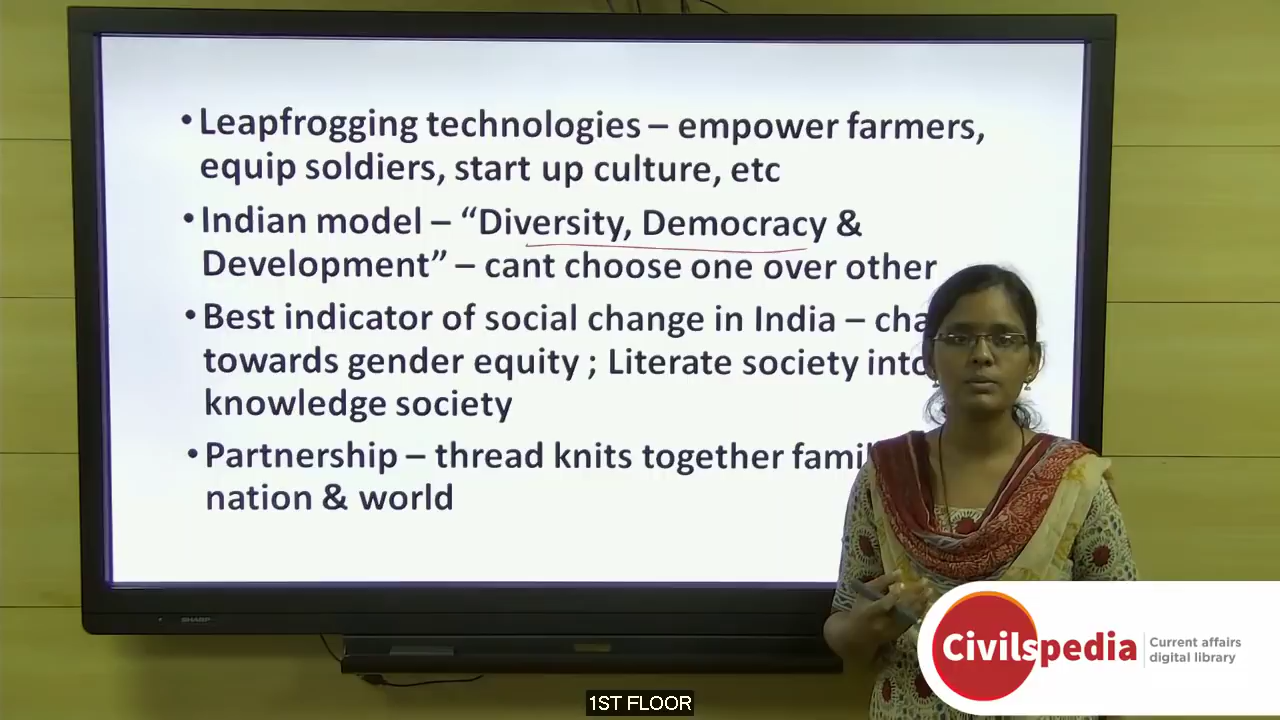 • Leapfrogging technologies – empower farmers,
equip soldiers, start up culture, etc
• Indian model – “Diversity, Democracy &
Development” – cant choose one over other
• Best indicator of social change in India – cha
towards gender equity ; Literate society into
knowledge society
• Partnership – thread knits together famil
nation & world
SHARP
Civilspedia
Current affairs
digital library
1ST FLOOR